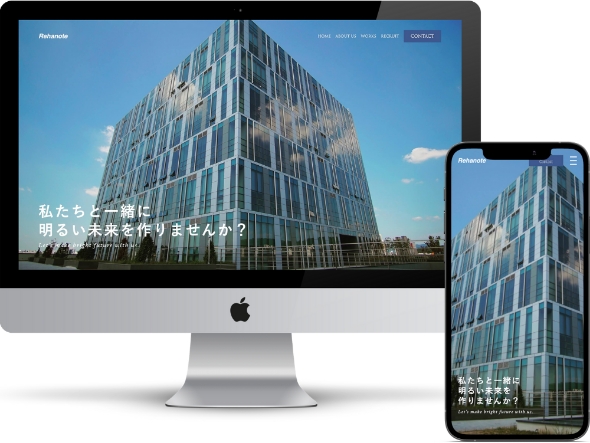 Rehanote
HOME ABOUT US WORKS RECRUIT CONTACT
私たちと一緒に
明るい未来を作りませんか？
Let's make bright future with us.
Rehanote
私たちと一緒に
明るい未来を
作りませんか？
Let's make bright future with us.